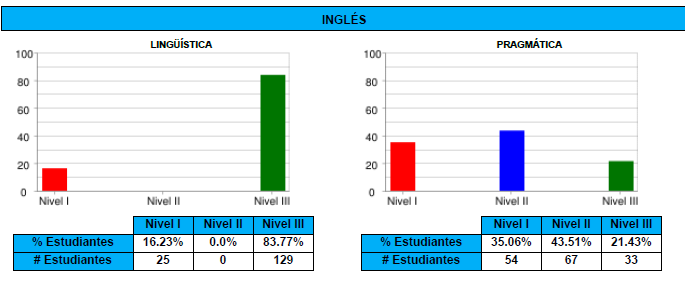 INGLÉS
LINGÜÍSTICA
100
80
60
40
20
0
Nivel I Nivel II Nivel III
Nivel I Nivel II Nivel III
% Estudiantes 16.23% 0.0% 83.77%
# Estudiantes 25 0 129
PRAGMÁTICA
100
80
60
40
20
0
Nivel I Nivel II Nivel III
Nivel I Nivel II Nivel III
% Estudiantes 35.06% 43.51% 21.43%
# Estudiantes 54 67 33